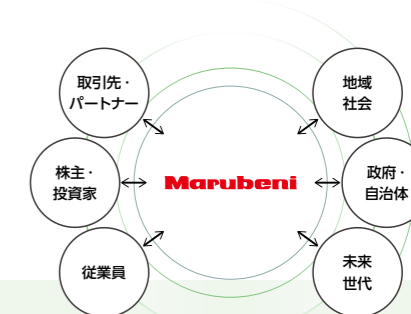 取引先・
パートナー
地域
社会
株主・
投資家
Marubeni
政府・
自治体
従業員
未来
世代